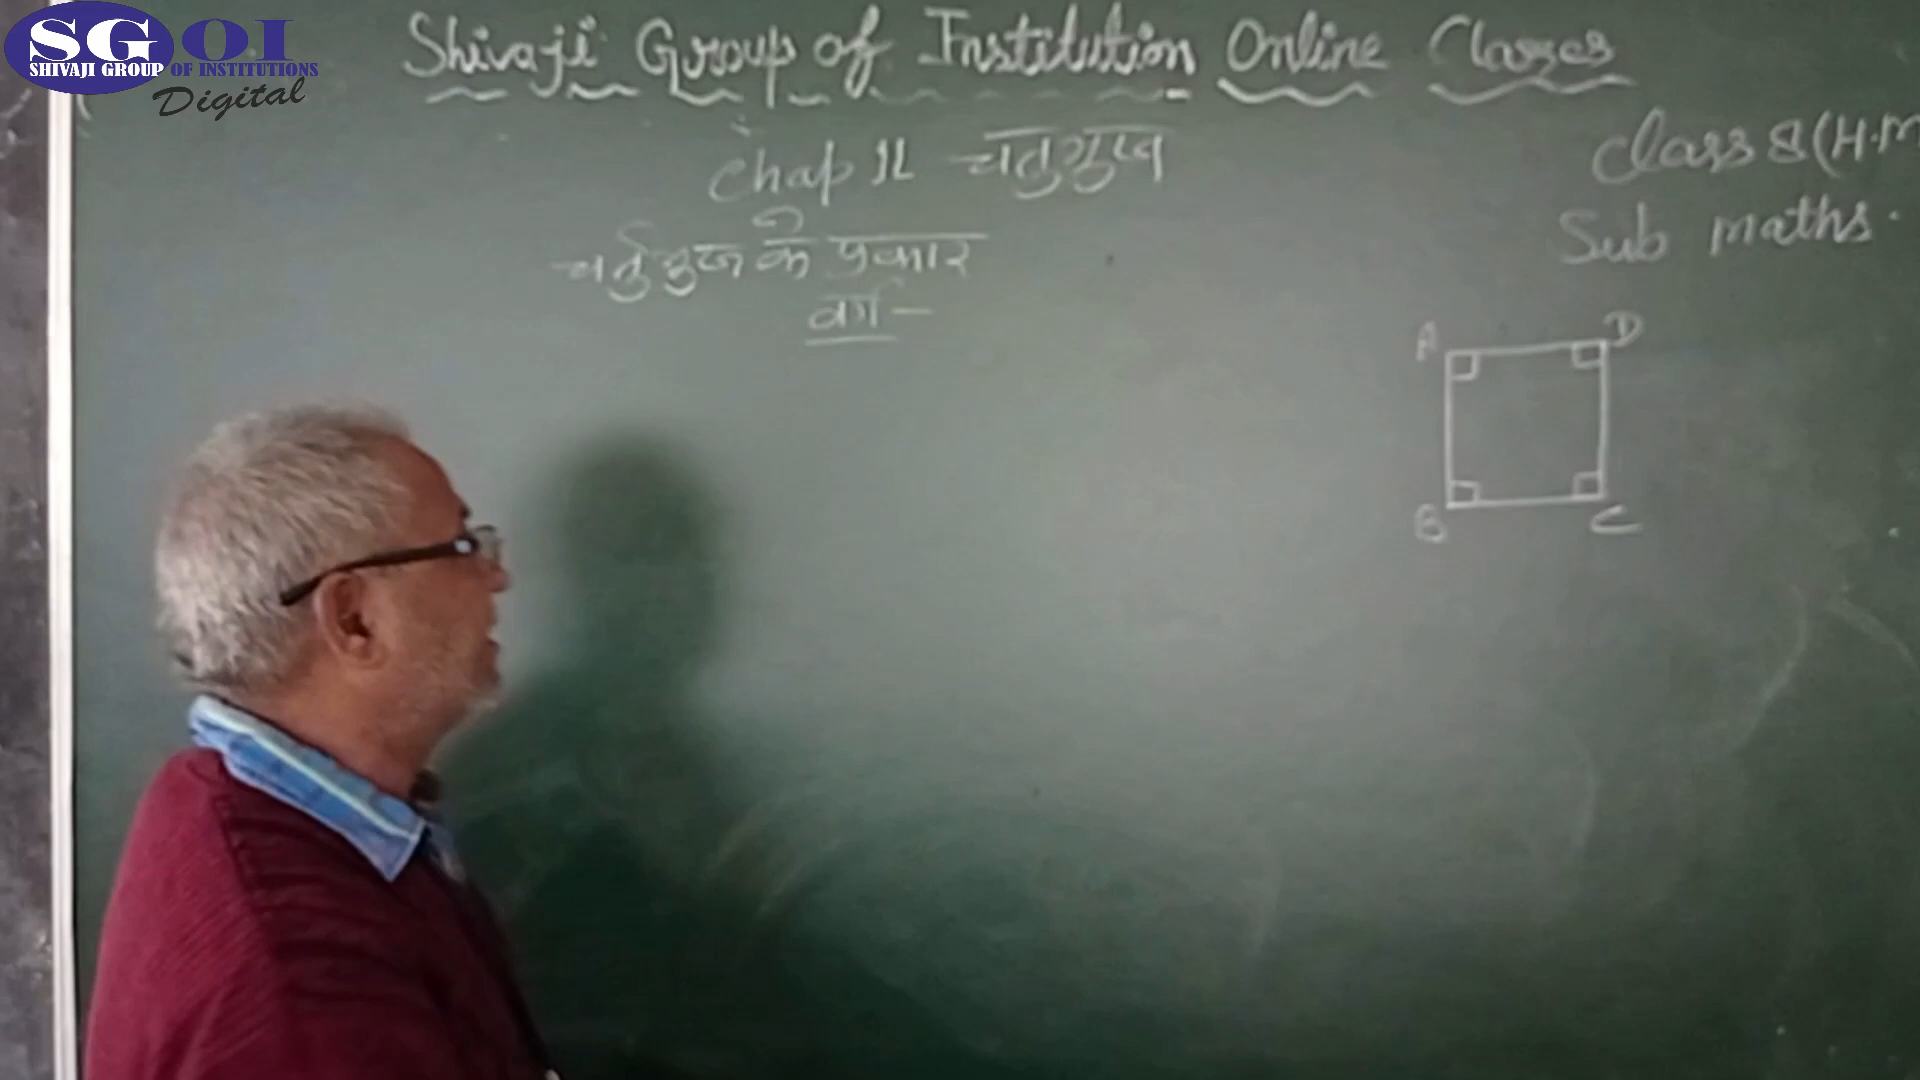 SGOI
SHIVAJI GROUP OF INSTITUTIONS
Digital
Shivaji Group of Institution Online Classes
Chap 11 चतुर्भुज
Class 8 (H.M
Sub maths.
चर्तुभुज के प्रकार
वर्ग -
A D
B C